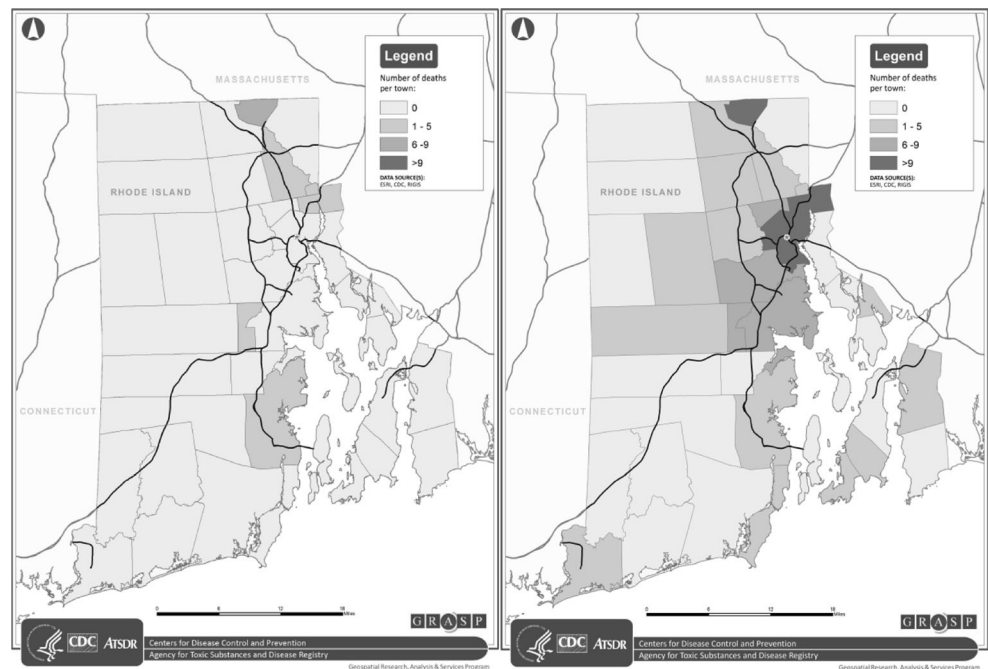 Legend
MASSACHUSETTS
Number of deaths
per town:
0
1 - 5
6 -9
>9
DATA SOURCE(S):
ESRI, CDC, RIGIS
RHODE ISLAND
CONNECTICUT
0 6 12 18
Miles
GRASP
CDC ATSDR
Centers for Disease Control and Prevention
Agency for Toxic Substances and Disease Registry
Geospatial Research, Analysis & Services Program
Legend
MASSACHUSETTS
Number of deaths
per town:
0
1 - 5
6 -9
>9
DATA SOURCE(S):
ESRI, CDC, RIGIS
RHODE ISLAND
CONNECTICUT
0 6 12 18
Miles
GRASP
CDC ATSDR
Centers for Disease Control and Prevention
Agency for Toxic Substances and Disease Registry
Geospatial Research, Analysis & Services Program